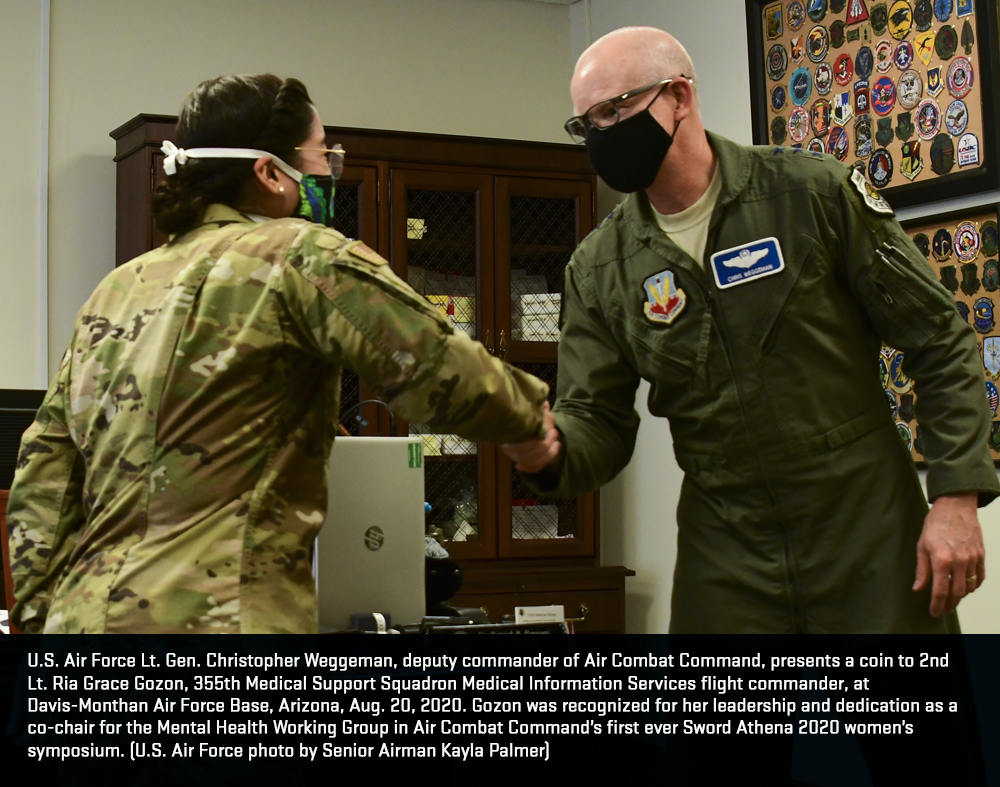 CHRIS WEGGEMAN
U.S. Air Force Lt. Gen. Christopher Weggeman, deputy commander of Air Combat Command, presents a coin to 2nd
Lt. Ria Grace Gozon, 355th Medical Support Squadron Medical Information Services flight commander, at
Davis-Monthan Air Force Base, Arizona, Aug. 20, 2020. Gozon was recognized for her leadership and dedication as a
co-chair for the Mental Health Working Group in Air Combat Command's first ever Sword Athena 2020 women's
symposium. (U.S. Air Force photo by Senior Airman Kayla Palmer)